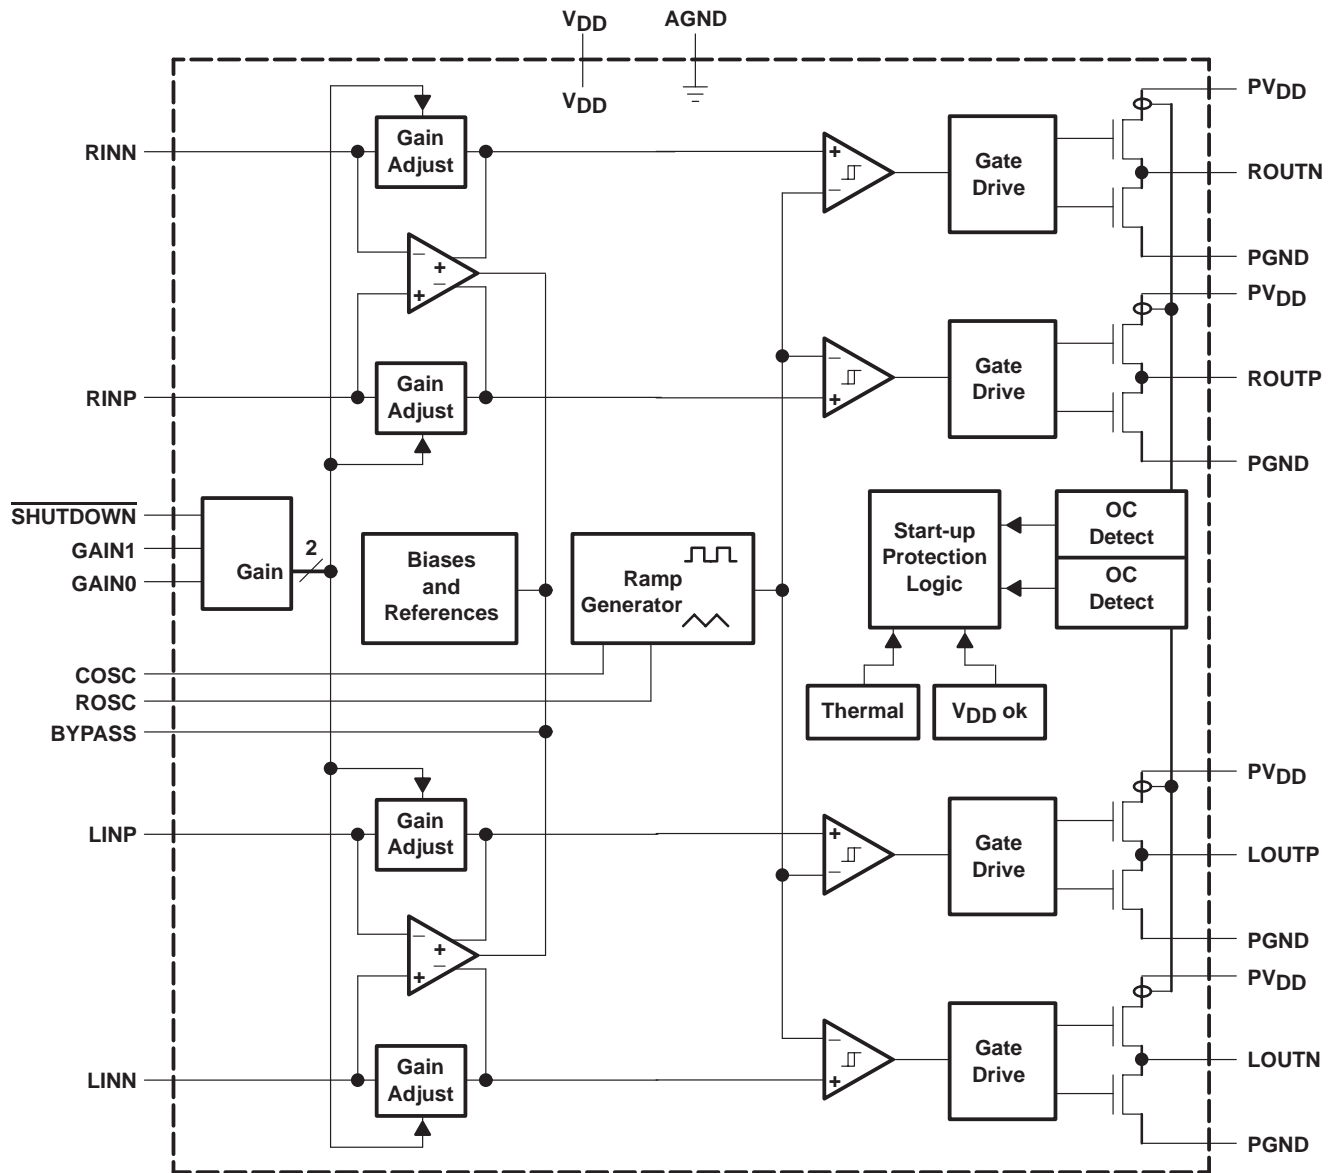 VDD
AGND
VDD
PVDD
RINN
Gain
Adjust
+
−
Gate
Drive
ROUTN
−
+
+
−
PGND
PVDD
RINP
Gain
Adjust
−
+
Gate
Drive
ROUTP
PGND
SHUTDOWN
GAIN1
GAIN0
Gain
2
Biases
and
References
Ramp
Generator
Start-up
Protection
Logic
OC
Detect
OC
Detect
COSC
ROSC
BYPASS
Thermal
VDD ok
PVDD
LINP
Gain
Adjust
+
−
Gate
Drive
LOUTP
−
+
+
−
PGND
PVDD
LINN
Gain
Adjust
−
+
Gate
Drive
LOUTN
PGND